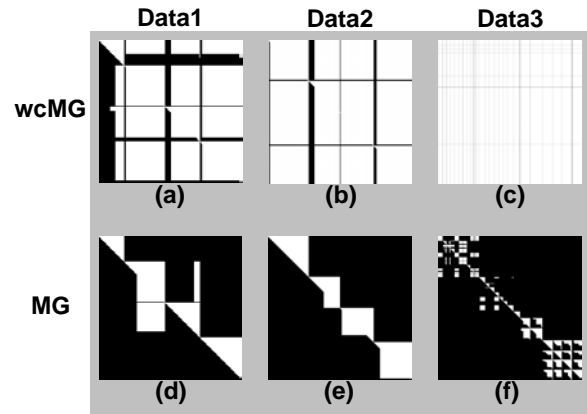 Data1 Data2 Data3
wcMG
(a) (b) (c)
MG
(d) (e) (f)